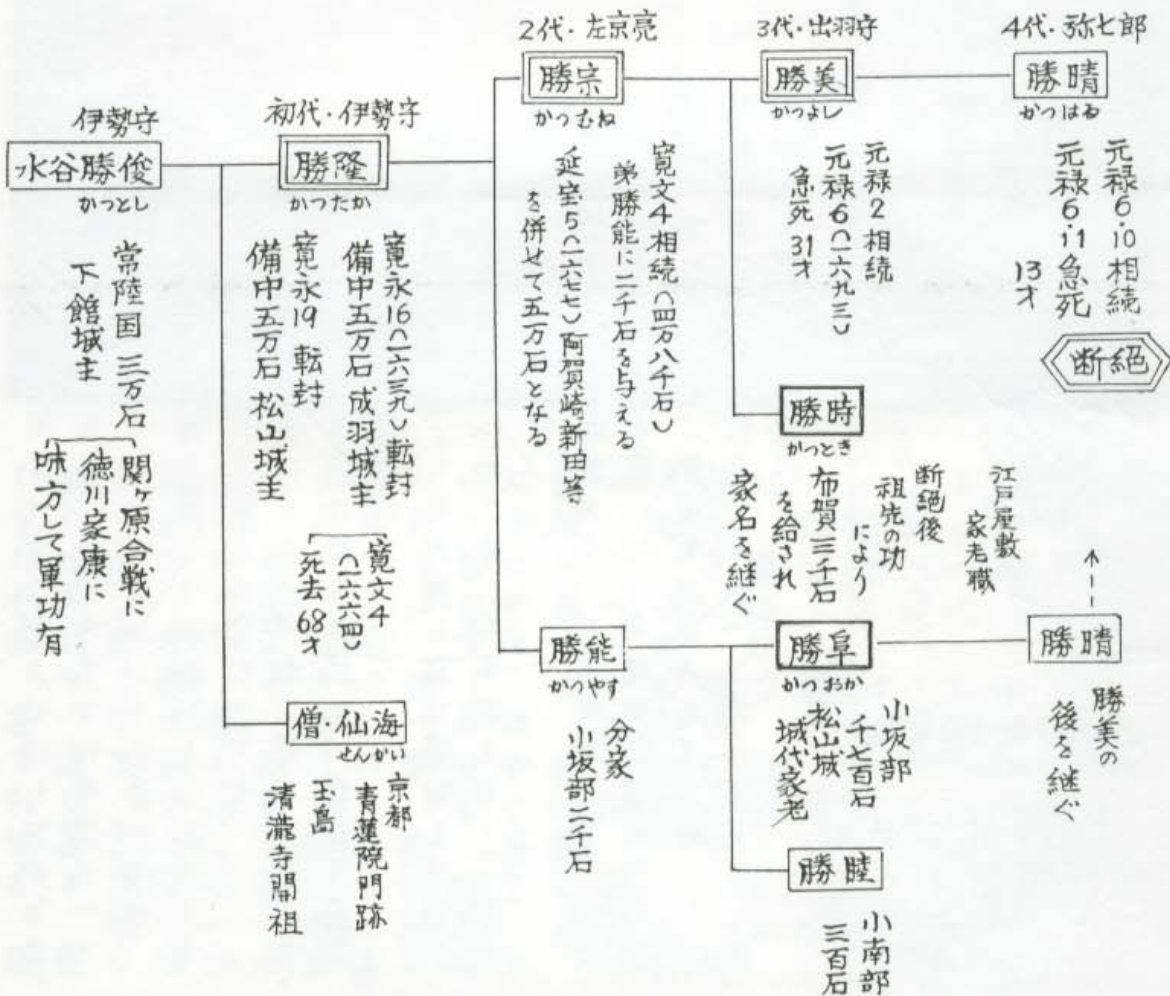 伊勢守
水谷勝俊
かつとし
常陸国 三万石
下館城主
関ヶ原合戦に
徳川家康に
味方して軍功有
初代・伊勢守
勝隆
かつたか
寛永16(一六三九)転封
備中五万石 成羽城主
寛永19 転封
備中五万石 松山城主
寛文4
(一六六四)
死去68才
僧・仙海
せんかい
京都
青蓮院門跡
玉島
清瀧寺開祖
2代・左京亮
勝宗
かつむね
寛文4相続(四万八千石)
弟勝能に二千石を与える
延宝5(一六七七)阿賀崎新田等
を併せて五万石となる
勝能
かつやす
分家
小坂部二千石
3代・出羽守
勝美
かつよし
元禄2相続
元禄6(一六九三)
急死 31才
勝時
かつとき
断絶後
祖先の功
により
布賀三千石
を給され
家名を継ぐ
勝阜
かつおか
小坂部
千七百石
松山城
城代家老
勝睦
小南部
三百石
4代・弥七郎
勝晴
かつはる
元禄6・10相続
元禄6・11急死
13才
断絶
江戸屋敷
家老職
勝晴
勝美の
後を継ぐ